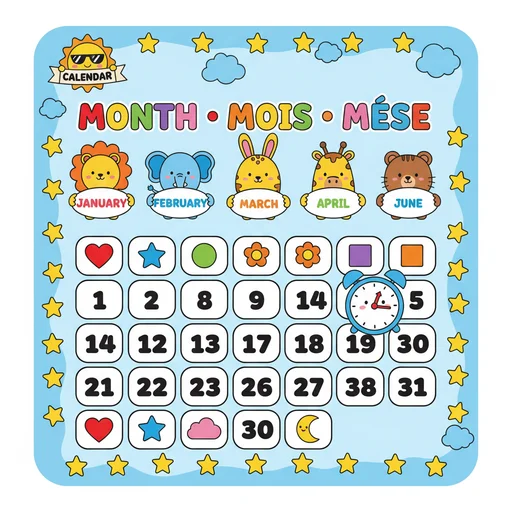 CALENDAR
MONTH • MOIS • MÉSE
JANUARY FEBRUARY MARCH APRIL JUNE
1 2 8 9 14 5
14 12 13 17 18 19 30
21 22 23 26 27 38 31
30